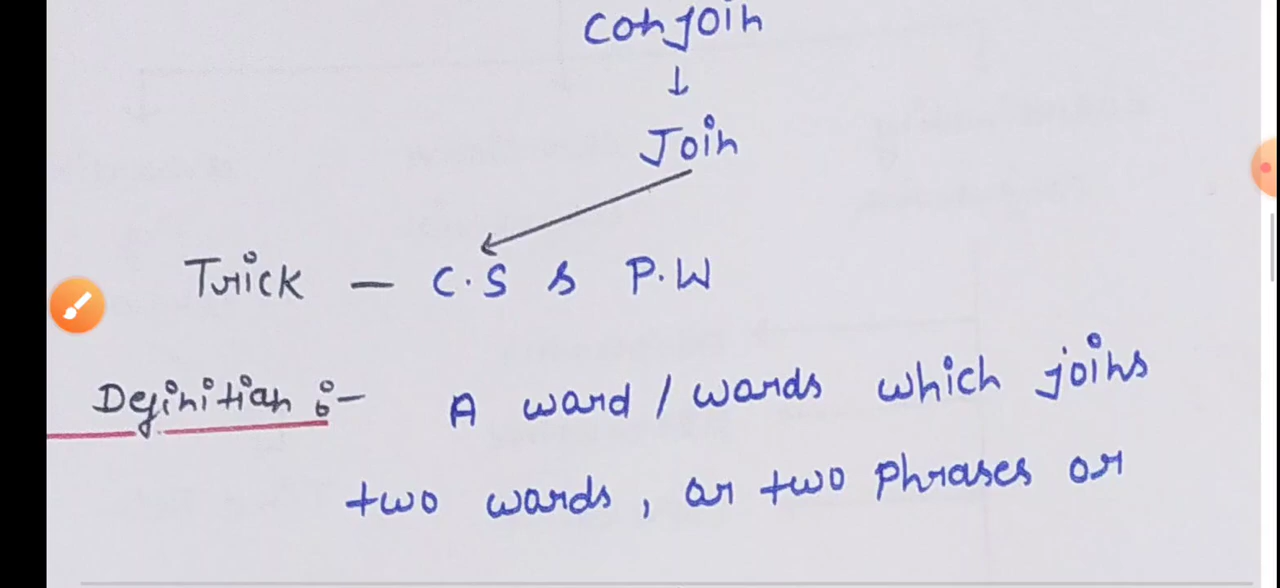 Conjoin
↓
Join
Trick – C.S & P.W
Definition :- A word / words which joins
two words, or two phrases or